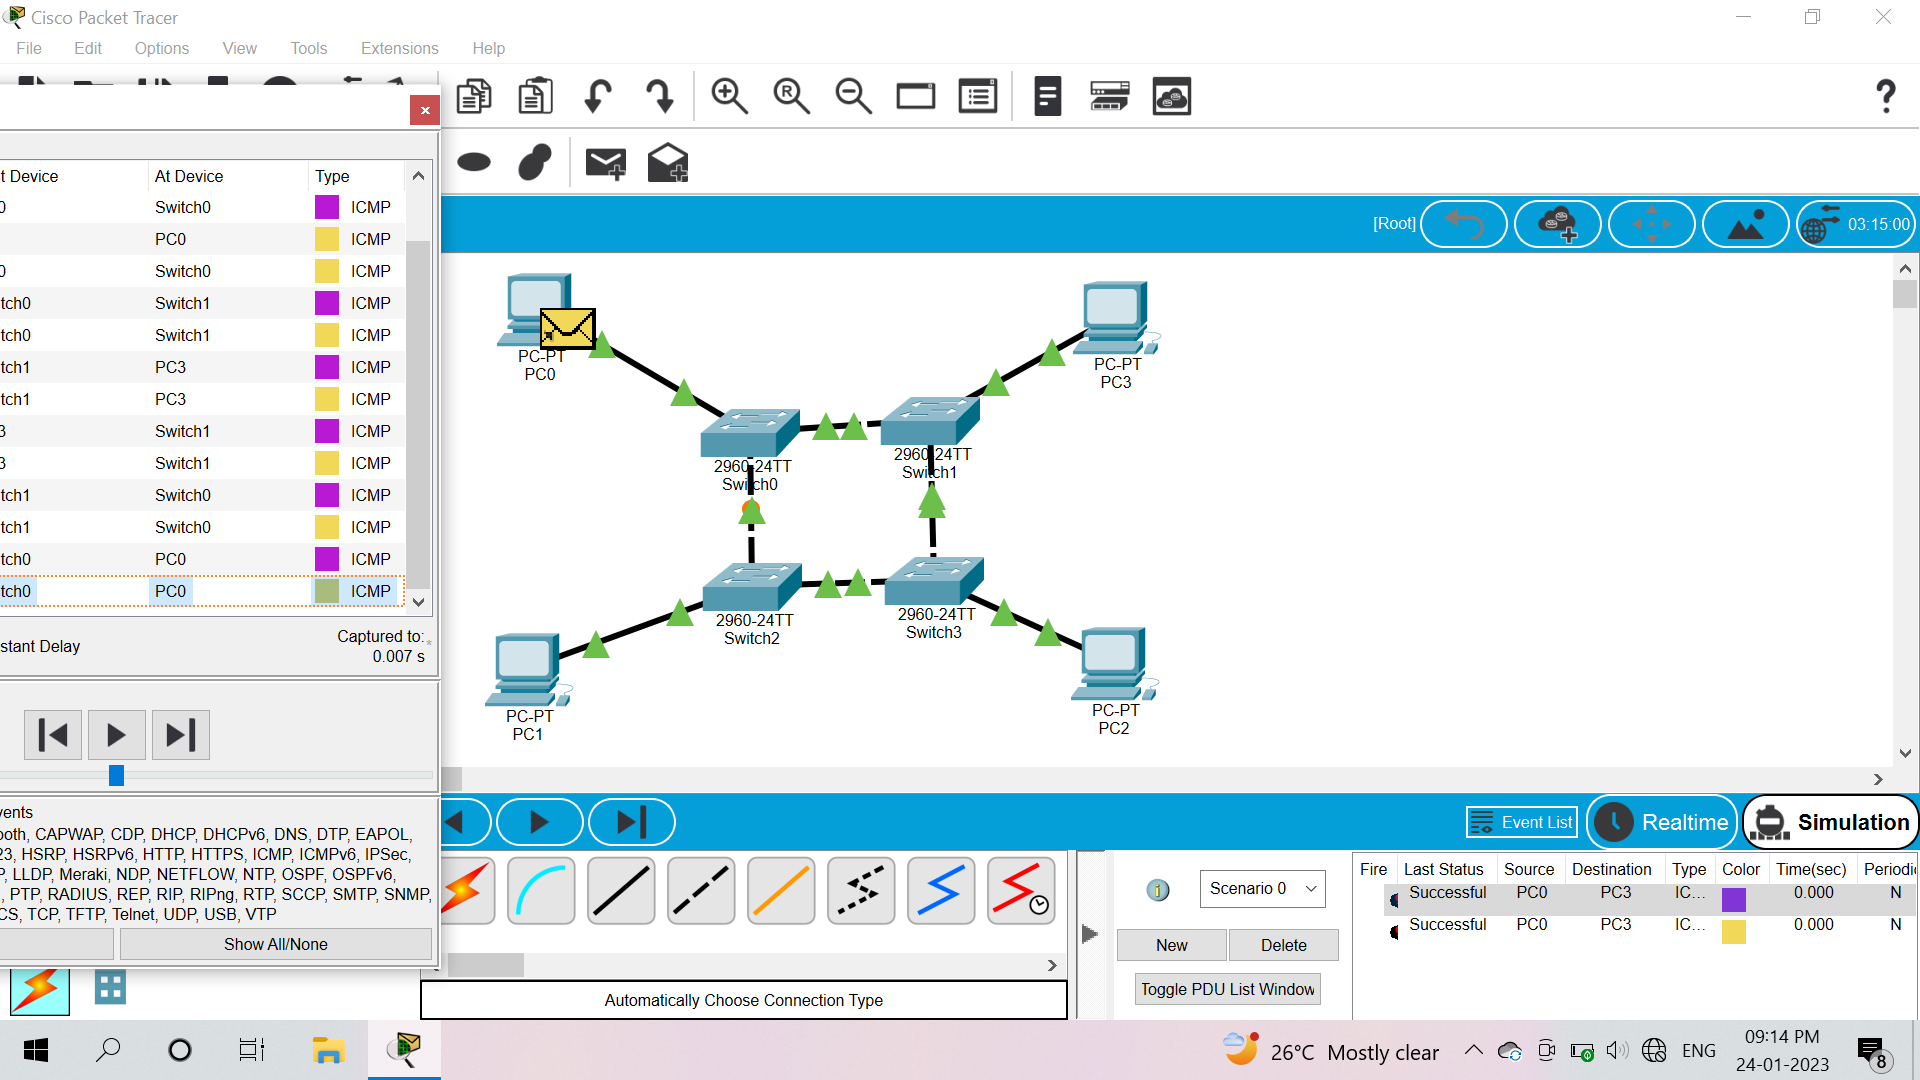 Cisco Packet Tracer
File Edit Options View Tools Extensions Help
t Device At Device Type
0 Switch0 ICMP
PC0 ICMP
0 Switch0 ICMP
tch0 Switch1 ICMP
tch0 Switch1 ICMP
tch1 PC3 ICMP
tch1 PC3 ICMP
3 Switch1 ICMP
3 Switch1 ICMP
tch1 Switch0 ICMP
tch1 Switch0 ICMP
tch0 PC0 ICMP
tch0 PC0 ICMP
stant Delay
Captured to:
0.007 s
vents
ooth, CAPWAP, CDP, DHCP, DHCPv6, DNS, DTP, EAPOL,
23, HSRP, HSRPv6, HTTP, HTTPS, ICMP, ICMPv6, IPSec,
P, LLDP, Meraki, NDP, NETFLOW, NTP, OSPF, OSPFv6,
, PTP, RADIUS, REP, RIP, RIPng, RTP, SCCP, SMTP, SNMP,
CS, TCP, TFTP, Telnet, UDP, USB, VTP
Show All/None
[Root]
03:15:00
PC-PT
PC0
PC-PT
PC3
2960-24TT
Switch0
2960-24TT
Switch1
2960-24TT
Switch2
2960-24TT
Switch3
PC-PT
PC1
PC-PT
PC2
Event List
Realtime
Simulation
Automatically Choose Connection Type
Scenario 0
New
Delete
Toggle PDU List Window
Fire Last Status Source Destination Type Color Time(sec) Periodi
Successful PC0 PC3 IC... 0.000 N
Successful PC0 PC3 IC... 0.000 N
26°C Mostly clear
ENG
09:14 PM
24-01-2023
8